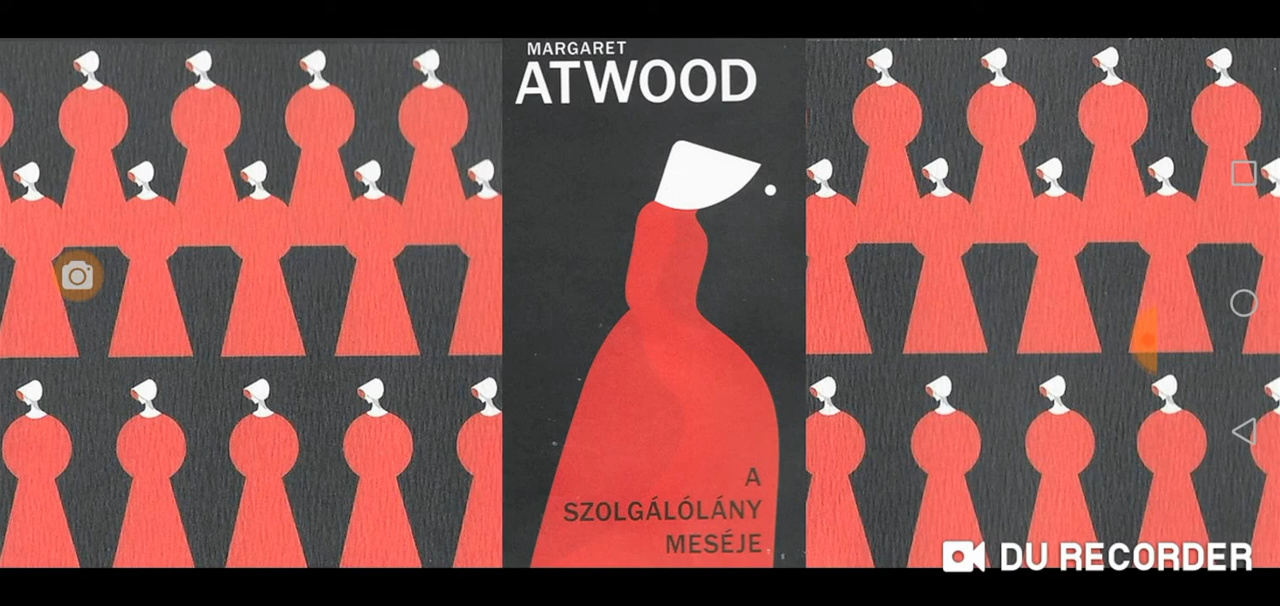 MARGARET
ATWOOD
A
SZOLGÁLÓLÁNY
MESÉJE
DU RECORDER